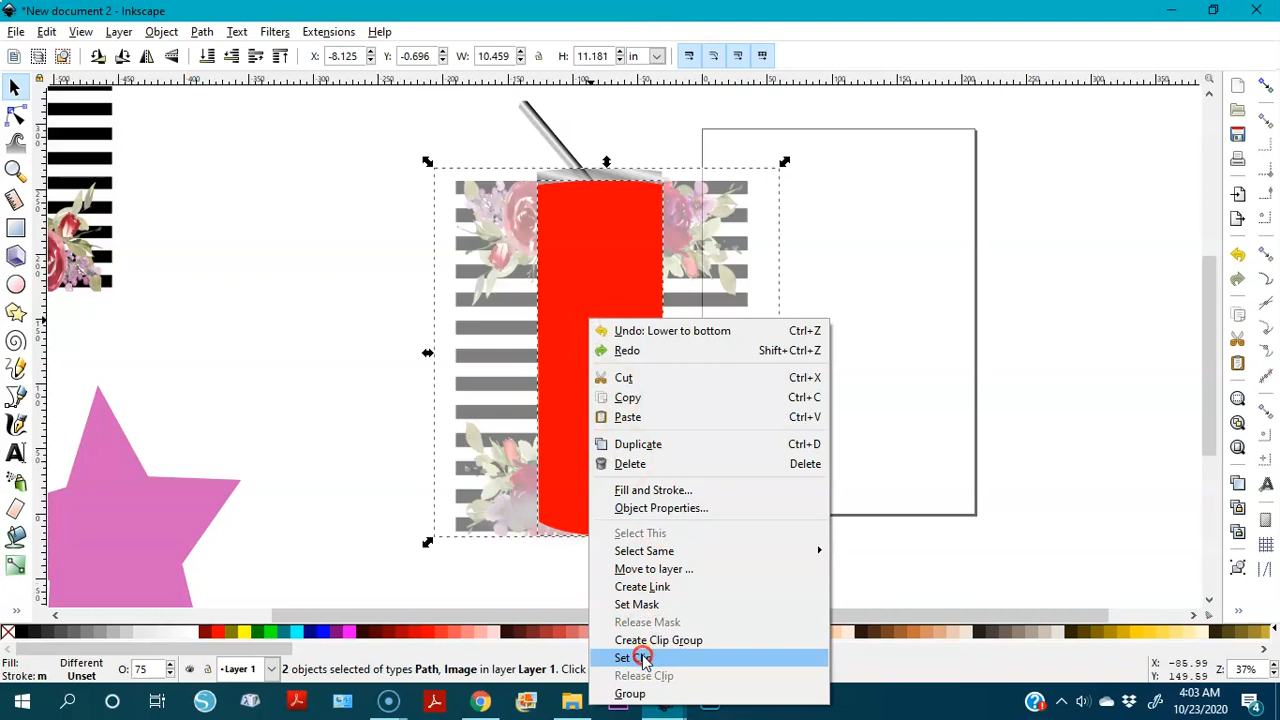 *New document 2 - Inkscape
File Edit View Layer Object Path Text Filters Extensions Help
X: -8.125 Y: -0.696 W: 10.459 H: 11.181 in
Undo: Lower to bottom Ctrl+Z
Redo Shift+Ctrl+Z
Cut Ctrl+X
Copy Ctrl+C
Paste Ctrl+V
Duplicate Ctrl+D
Delete Delete
Fill and Stroke...
Object Properties...
Select This
Select Same
Move to layer ...
Create Link
Set Mask
Release Mask
Create Clip Group
Set
Release Clip
Group
Fill: Different
Stroke: m Unset
O: 75
Layer 1
2 objects selected of types Path, Image in layer Layer 1. Click
X: -85.99
Y: 149.59
Z: 37%
4:03 AM
10/23/2020
4